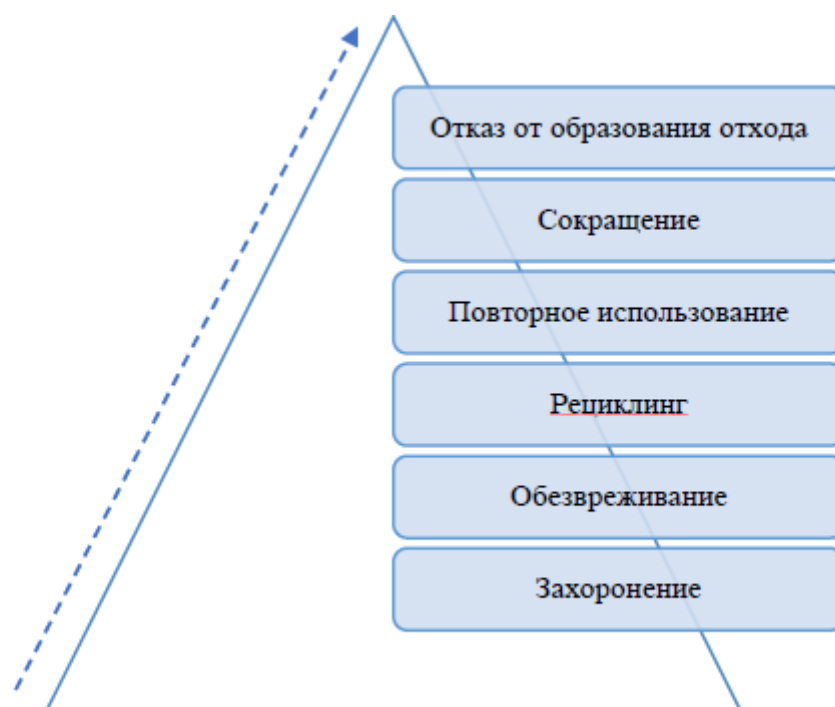 Отказ от образования отхода
Сокращение
Повторное использование
Рециклинг
Обезвреживание
Захоронение